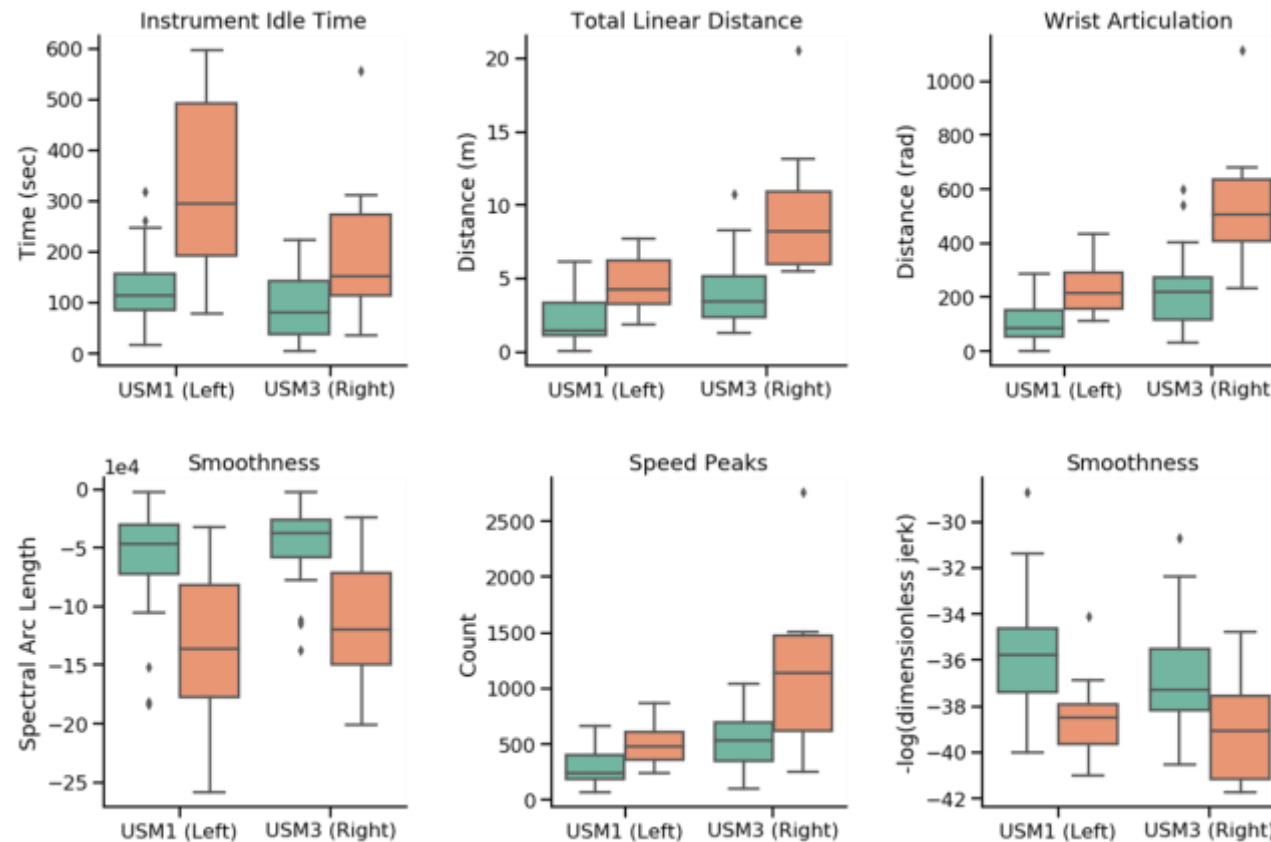 Instrument Idle Time
Time (sec)
600
500
400
300
200
100
0
USM1 (Left) USM3 (Right)
Total Linear Distance
Distance (m)
20
15
10
5
0
USM1 (Left) USM3 (Right)
Wrist Articulation
Distance (rad)
1000
800
600
400
200
0
USM1 (Left) USM3 (Right
Smoothness
1e4
Spectral Arc Length
0
−5
−10
−15
−20
−25
USM1 (Left) USM3 (Right)
Speed Peaks
Count
2500
2000
1500
1000
500
0
USM1 (Left) USM3 (Right)
Smoothness
-log(dimensionless jerk)
−30
−32
−34
−36
−38
−40
−42
USM1 (Left) USM3 (Right)